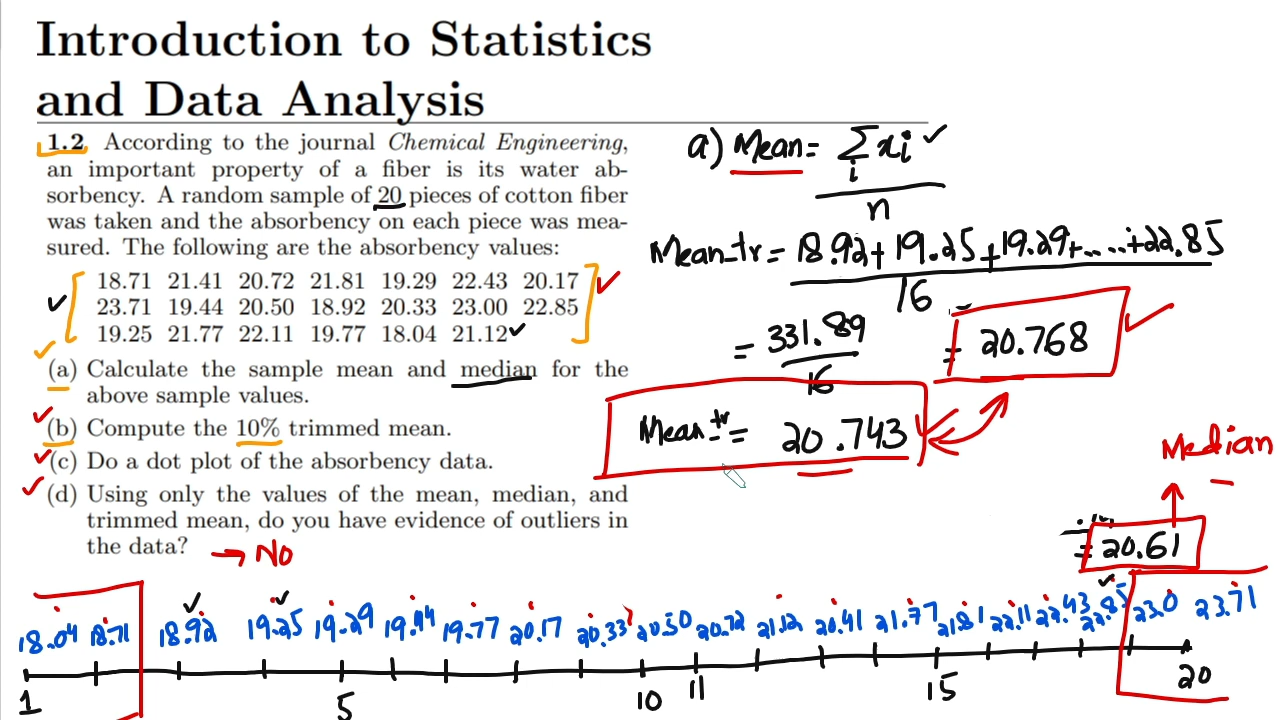 Introduction to Statistics
and Data Analysis
1.2 According to the journal Chemical Engineering,
an important property of a fiber is its water ab-
sorbency. A random sample of 20 pieces of cotton fiber
was taken and the absorbency on each piece was mea-
sured. The following are the absorbency values:
18.71 21.41 20.72 21.81 19.29 22.43 20.17
23.71 19.44 20.50 18.92 20.33 23.00 22.85
19.25 21.77 22.11 19.77 18.04 21.12
(a) Calculate the sample mean and median for the
above sample values.
(b) Compute the 10% trimmed mean.
(c) Do a dot plot of the absorbency data.
(d) Using only the values of the mean, median, and
trimmed mean, do you have evidence of outliers in
the data? → No
a) Mean = Σ xi
i
n
Mean_tr = 18.92+ 19.25+19.29+.....+22.85
16
= 331.89
16
= 20.768
Mean_tr = 20.743
Median
= 20.61
18.04 18.71 18.92 19.25 19.29 19.44 19.77 20.17 20.33 20.50 20.72 21.12 20.41 21.77 21.81 22.11 22.43 22.85 23.0 23.71
1 5 10 11 15 20